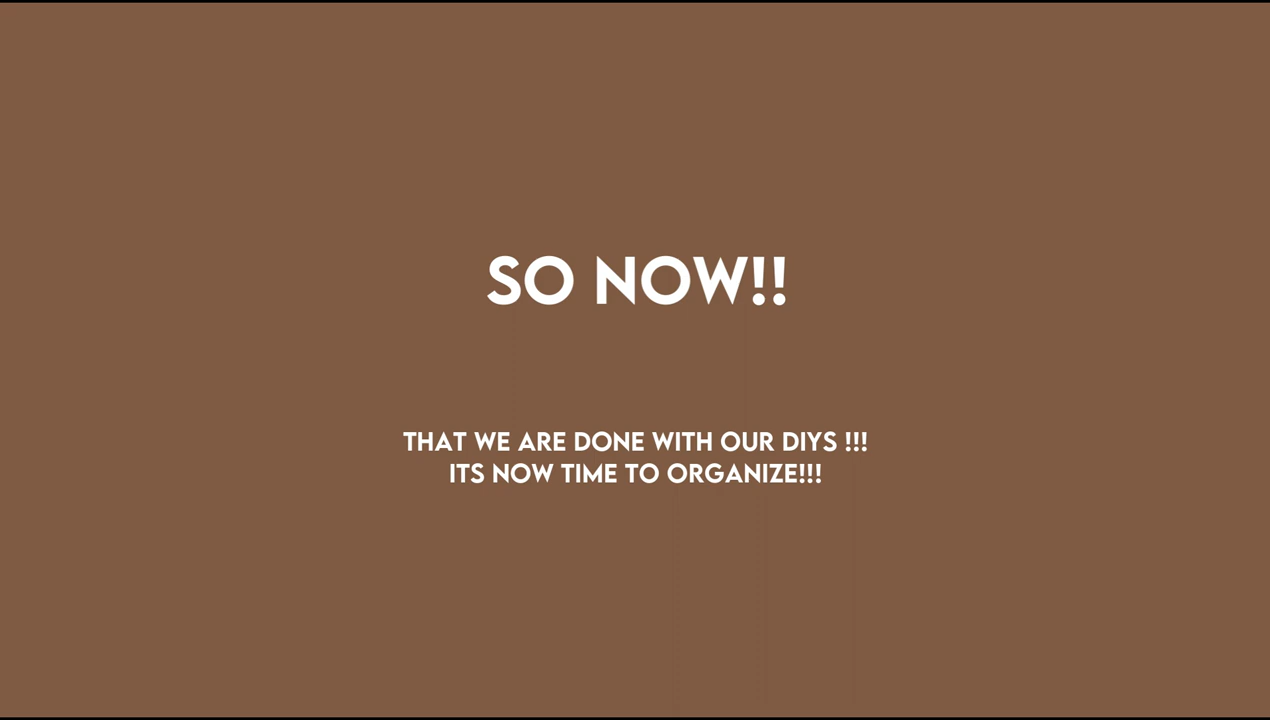 SO NOW!!
THAT WE ARE DONE WITH OUR DIYS !!!
ITS NOW TIME TO ORGANIZE!!!